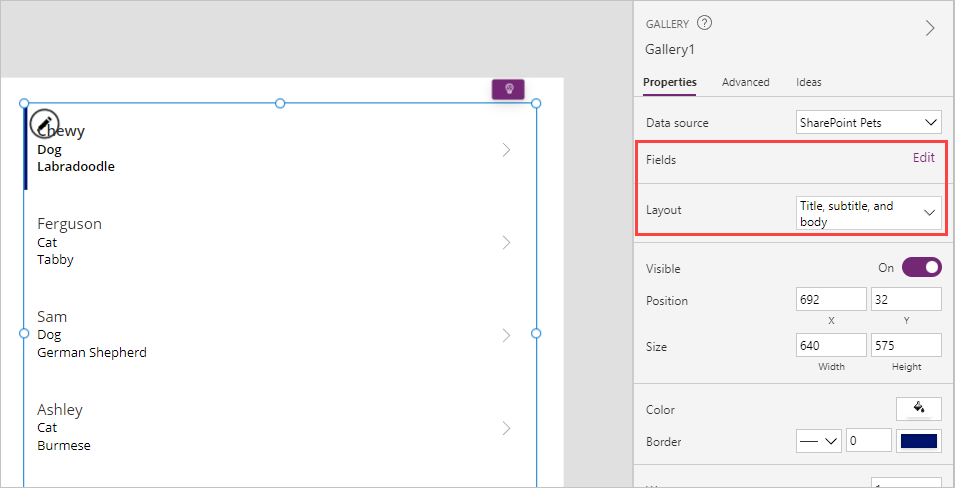 Chewy
Dog
Labradoodle
Ferguson
Cat
Tabby
Sam
Dog
German Shepherd
Ashley
Cat
Burmese
GALLERY ?
Gallery1
Properties Advanced Ideas
Data source SharePoint Pets
Fields Edit
Layout Title, subtitle, and
body
Visible On
Position 692 32
X Y
Size 640 575
Width Height
Color
Border 0